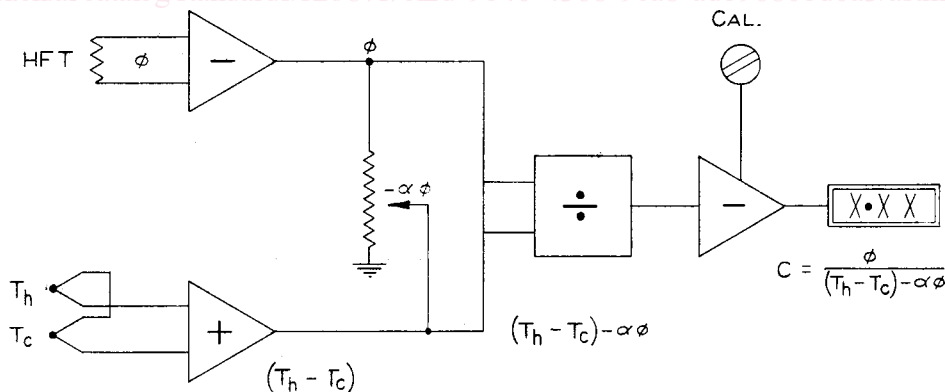 CAL.
HFT
φ
−
φ
−αφ
÷
−
X•X X
C = φ / (Th − Tc) − αφ
Th
Tc
+
(Th − Tc) − αφ
(Th − Tc)